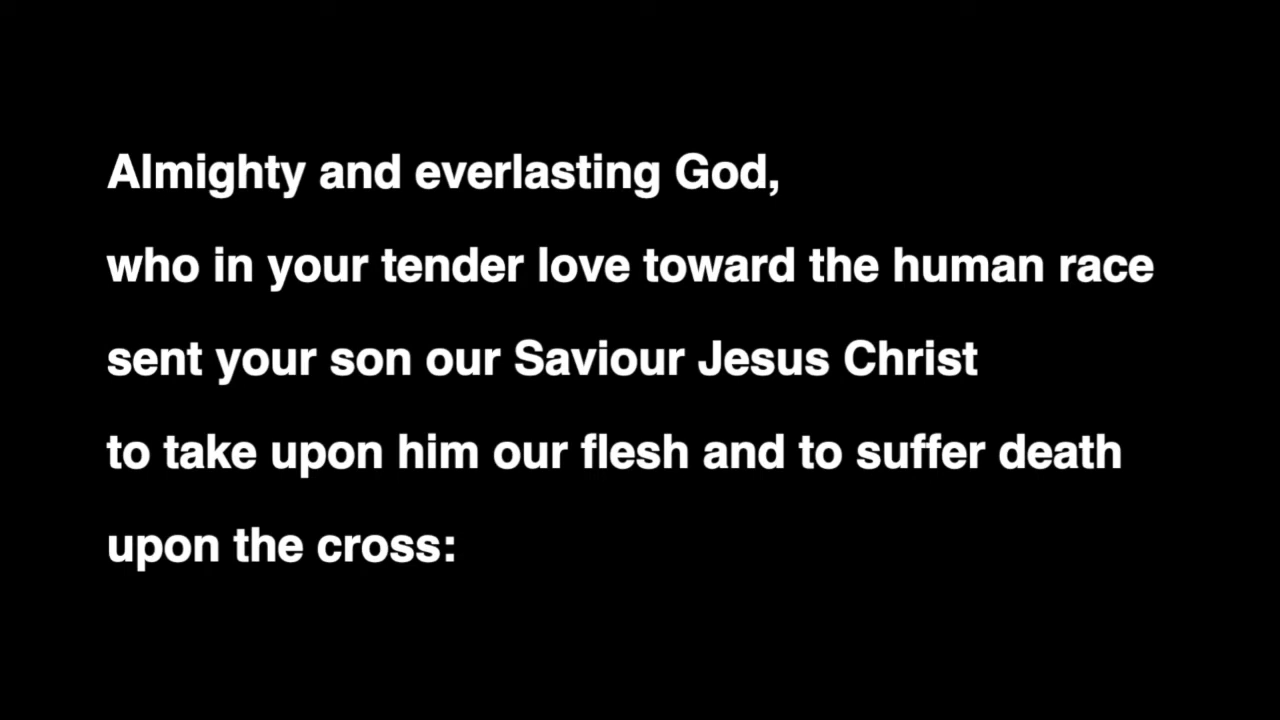 Almighty and everlasting God,
who in your tender love toward the human race
sent your son our Saviour Jesus Christ
to take upon him our flesh and to suffer death
upon the cross: